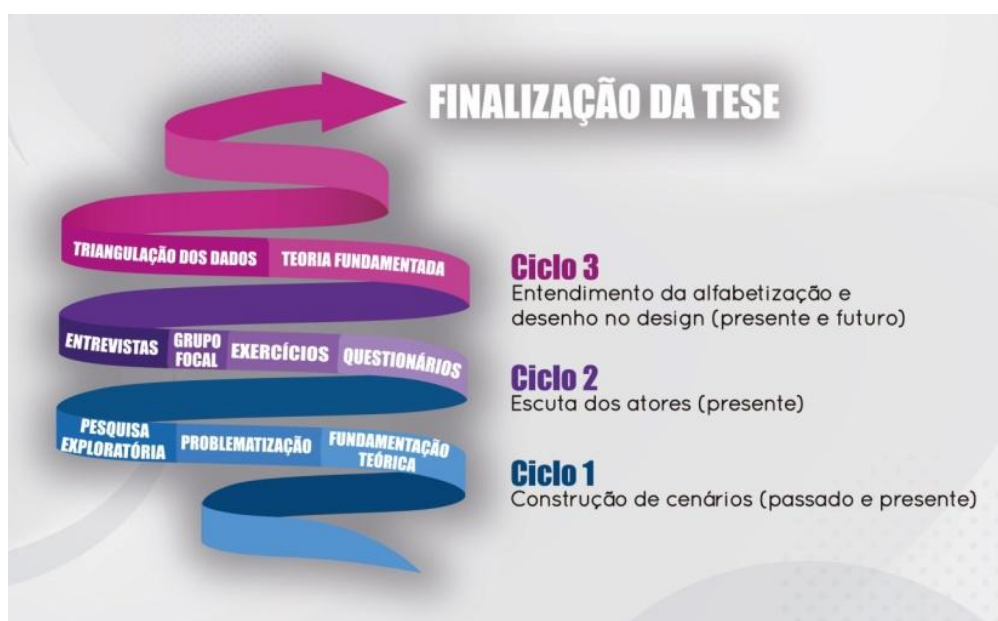 FINALIZAÇÃO DA TESE
TRIANGULAÇÃO DOS DADOS
TEORIA FUNDAMENTADA
Ciclo 3
Entendimento da alfabetização e
desenho no design (presente e futuro)
ENTREVISTAS
GRUPO
FOCAL
EXERCÍCIOS
QUESTIONÁRIOS
Ciclo 2
Escuta dos atores (presente)
PESQUISA
EXPLORATÓRIA
PROBLEMATIZAÇÃO
FUNDAMENTAÇÃO
TEÓRICA
Ciclo 1
Construção de cenários (passado e presente)